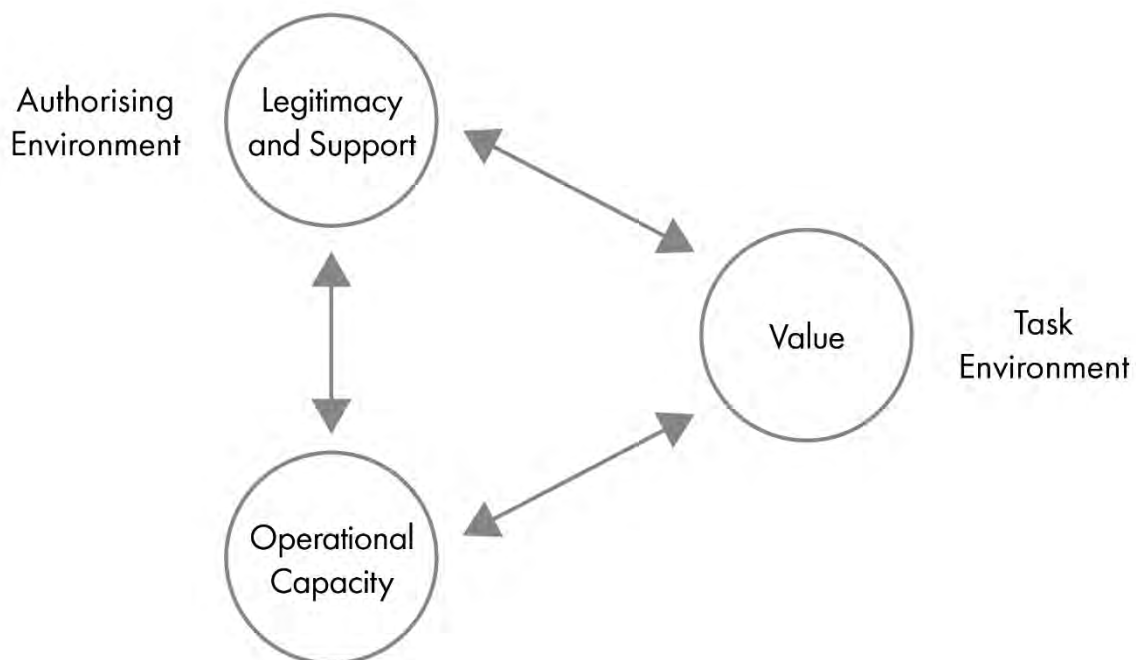 Authorising
Environment
Legitimacy
and Support
Value
Task
Environment
Operational
Capacity